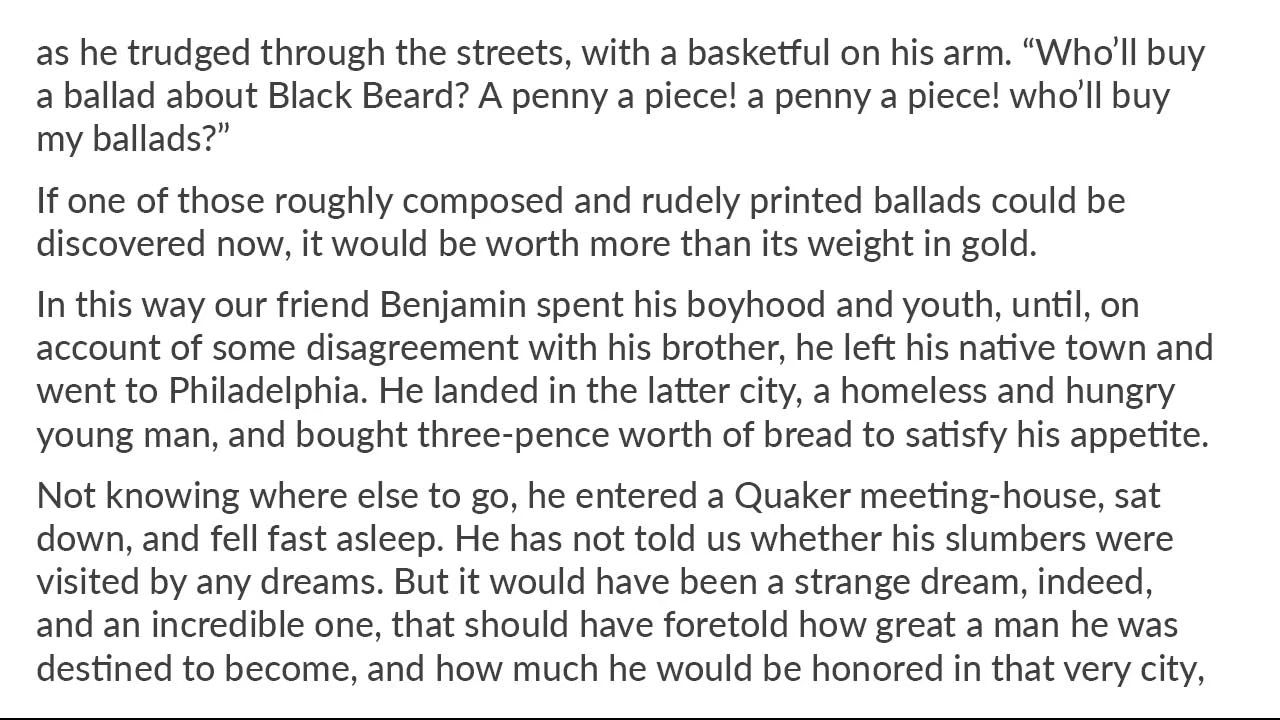 as he trudged through the streets, with a basketful on his arm. “Who’ll buy
a ballad about Black Beard? A penny a piece! a penny a piece! who’ll buy
my ballads?”
If one of those roughly composed and rudely printed ballads could be
discovered now, it would be worth more than its weight in gold.
In this way our friend Benjamin spent his boyhood and youth, until, on
account of some disagreement with his brother, he left his native town and
went to Philadelphia. He landed in the latter city, a homeless and hungry
young man, and bought three-pence worth of bread to satisfy his appetite.
Not knowing where else to go, he entered a Quaker meeting-house, sat
down, and fell fast asleep. He has not told us whether his slumbers were
visited by any dreams. But it would have been a strange dream, indeed,
and an incredible one, that should have foretold how great a man he was
destined to become, and how much he would be honored in that very city,